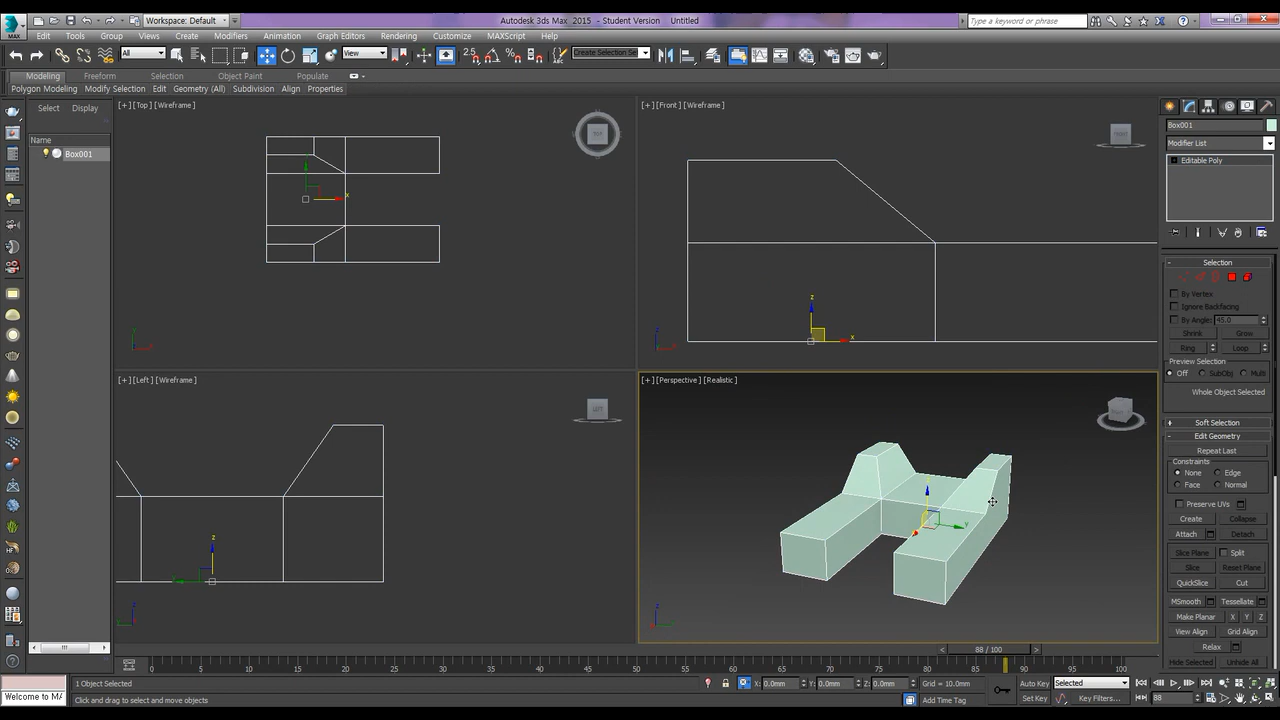 Workspace: Default
Autodesk 3ds Max 2015 - Student Version Untitled
Type a keyword or phrase
MAX
Edit Tools Group Views Create Modifiers Animation Graph Editors Rendering Customize MAXScript Help
All View Create Selection Se
Modeling Freeform Selection Object Paint Populate
Polygon Modeling Modify Selection Edit Geometry (All) Subdivision Align Properties
Select Display
Name
Box001
[+] [Top] [Wireframe]
TOP
[+] [Front] [Wireframe]
FRONT
[+] [Left] [Wireframe]
LEFT
[+] [Perspective] [Realistic]
Box001
Modifier List
Editable Poly
Selection
By Vertex
Ignore Backfacing
By Angle: 45.0
Shrink Grow
Ring Loop
Preview Selection
Off SubObj Multi
Whole Object Selected
Soft Selection
Edit Geometry
Repeat Last
Constraints
None Edge
Face Normal
Preserve UVs
Create Collapse
Attach Detach
Slice Plane Split
Slice Reset Plane
QuickSlice Cut
MSmooth Tessellate
Make Planar X Y Z
View Align Grid Align
Relax
Hide Selected Unhide All
88 / 100
0 5 10 15 20 25 30 35 40 45 50 55 60 65 70 75 80 85 90 95 100
1 Object Selected
X: 0.0mm Y: 0.0mm Z: 0.0mm Grid = 10.0mm
Auto Key Selected
Welcome to MA
Click and drag to select and move objects
Add Time Tag
Set Key Key Filters...
88